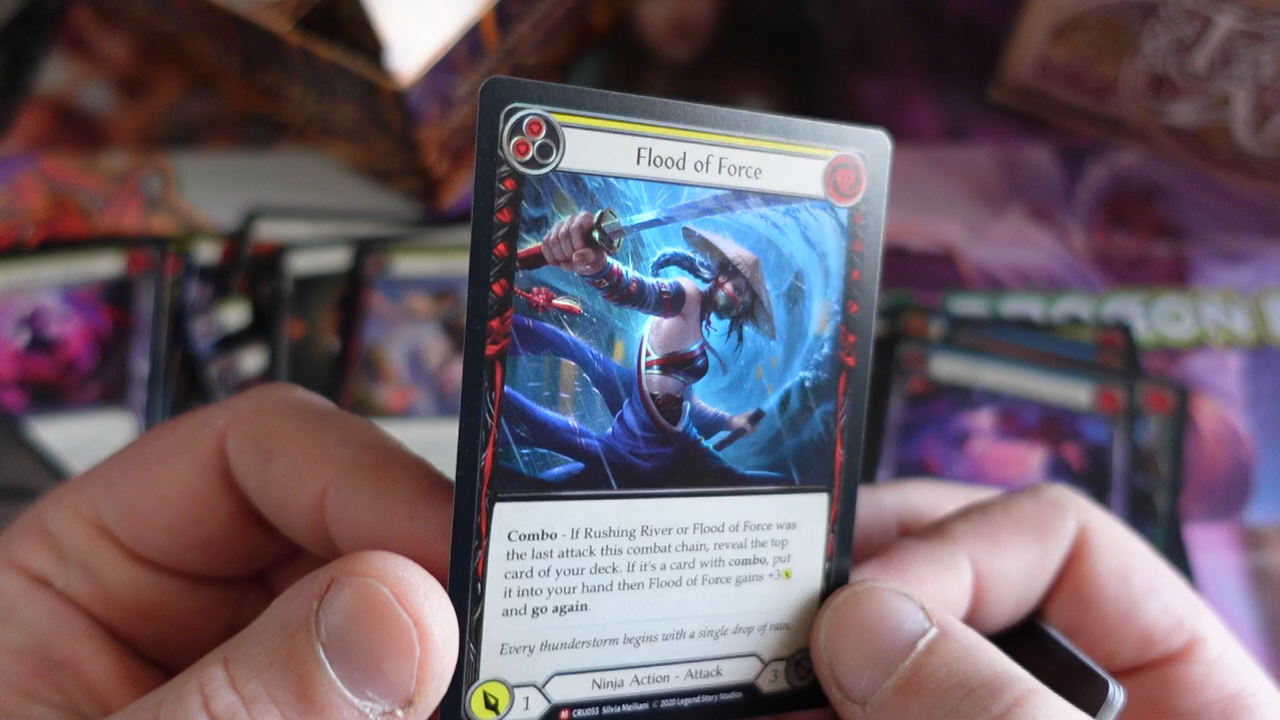 Flood of Force
Combo - If Rushing River or Flood of Force was
the last attack this combat chain, reveal the top
card of your deck. If it's a card with combo, put
it into your hand then Flood of Force gains +3
and go again.
Every thunderstorm begins with a single drop of rain.
Ninja Action - Attack
1
3
M CRU055 Silvia Meiliani © 2020 Legend Story Studios